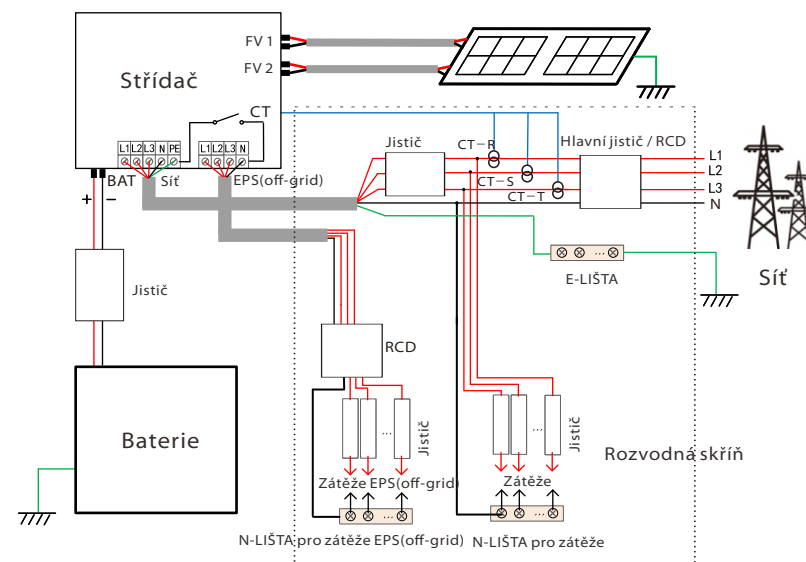 FV 1
FV 2
Střídač
CT
L1 L2 L3 N PE
L1 L2 L3 N
BAT
Síť
EPS(off-grid)
+
−
Jistič
CT−R
Hlavní jistič / RCD
L1
CT−S
L2
CT−T
L3
N
E-LIŠTA
Síť
Jistič
RCD
Baterie
...
Jistič
...
Jistič
Rozvodná skříň
Zátěže EPS(off-grid)
Zátěže
...
...
N-LIŠTA pro zátěže EPS(off-grid)
N-LIŠTA pro zátěže
...